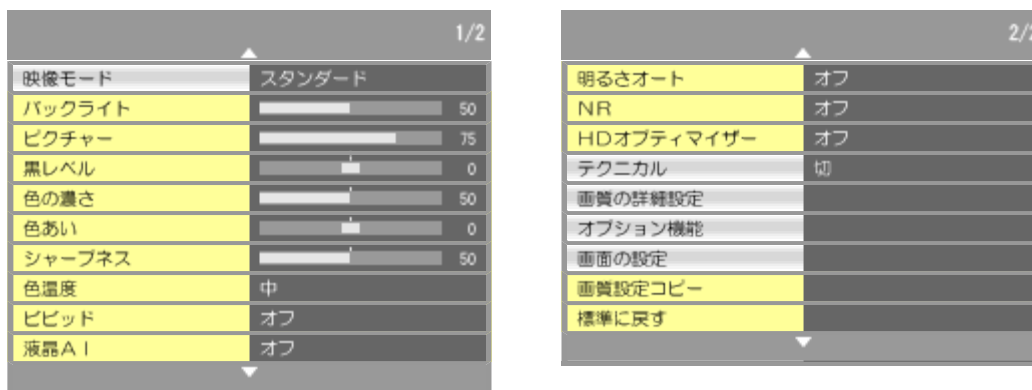 1/2
映像モード スタンダード
バックライト 50
ピクチャー 75
黒レベル 0
色の濃さ 50
色あい 0
シャープネス 50
色温度 中
ビビッド オフ
液晶AI オフ
2/2
明るさオート オフ
NR オフ
HDオプティマイザー オフ
テクニカル 切
画質の詳細設定
オプション機能
画面の設定
画質設定コピー
標準に戻す